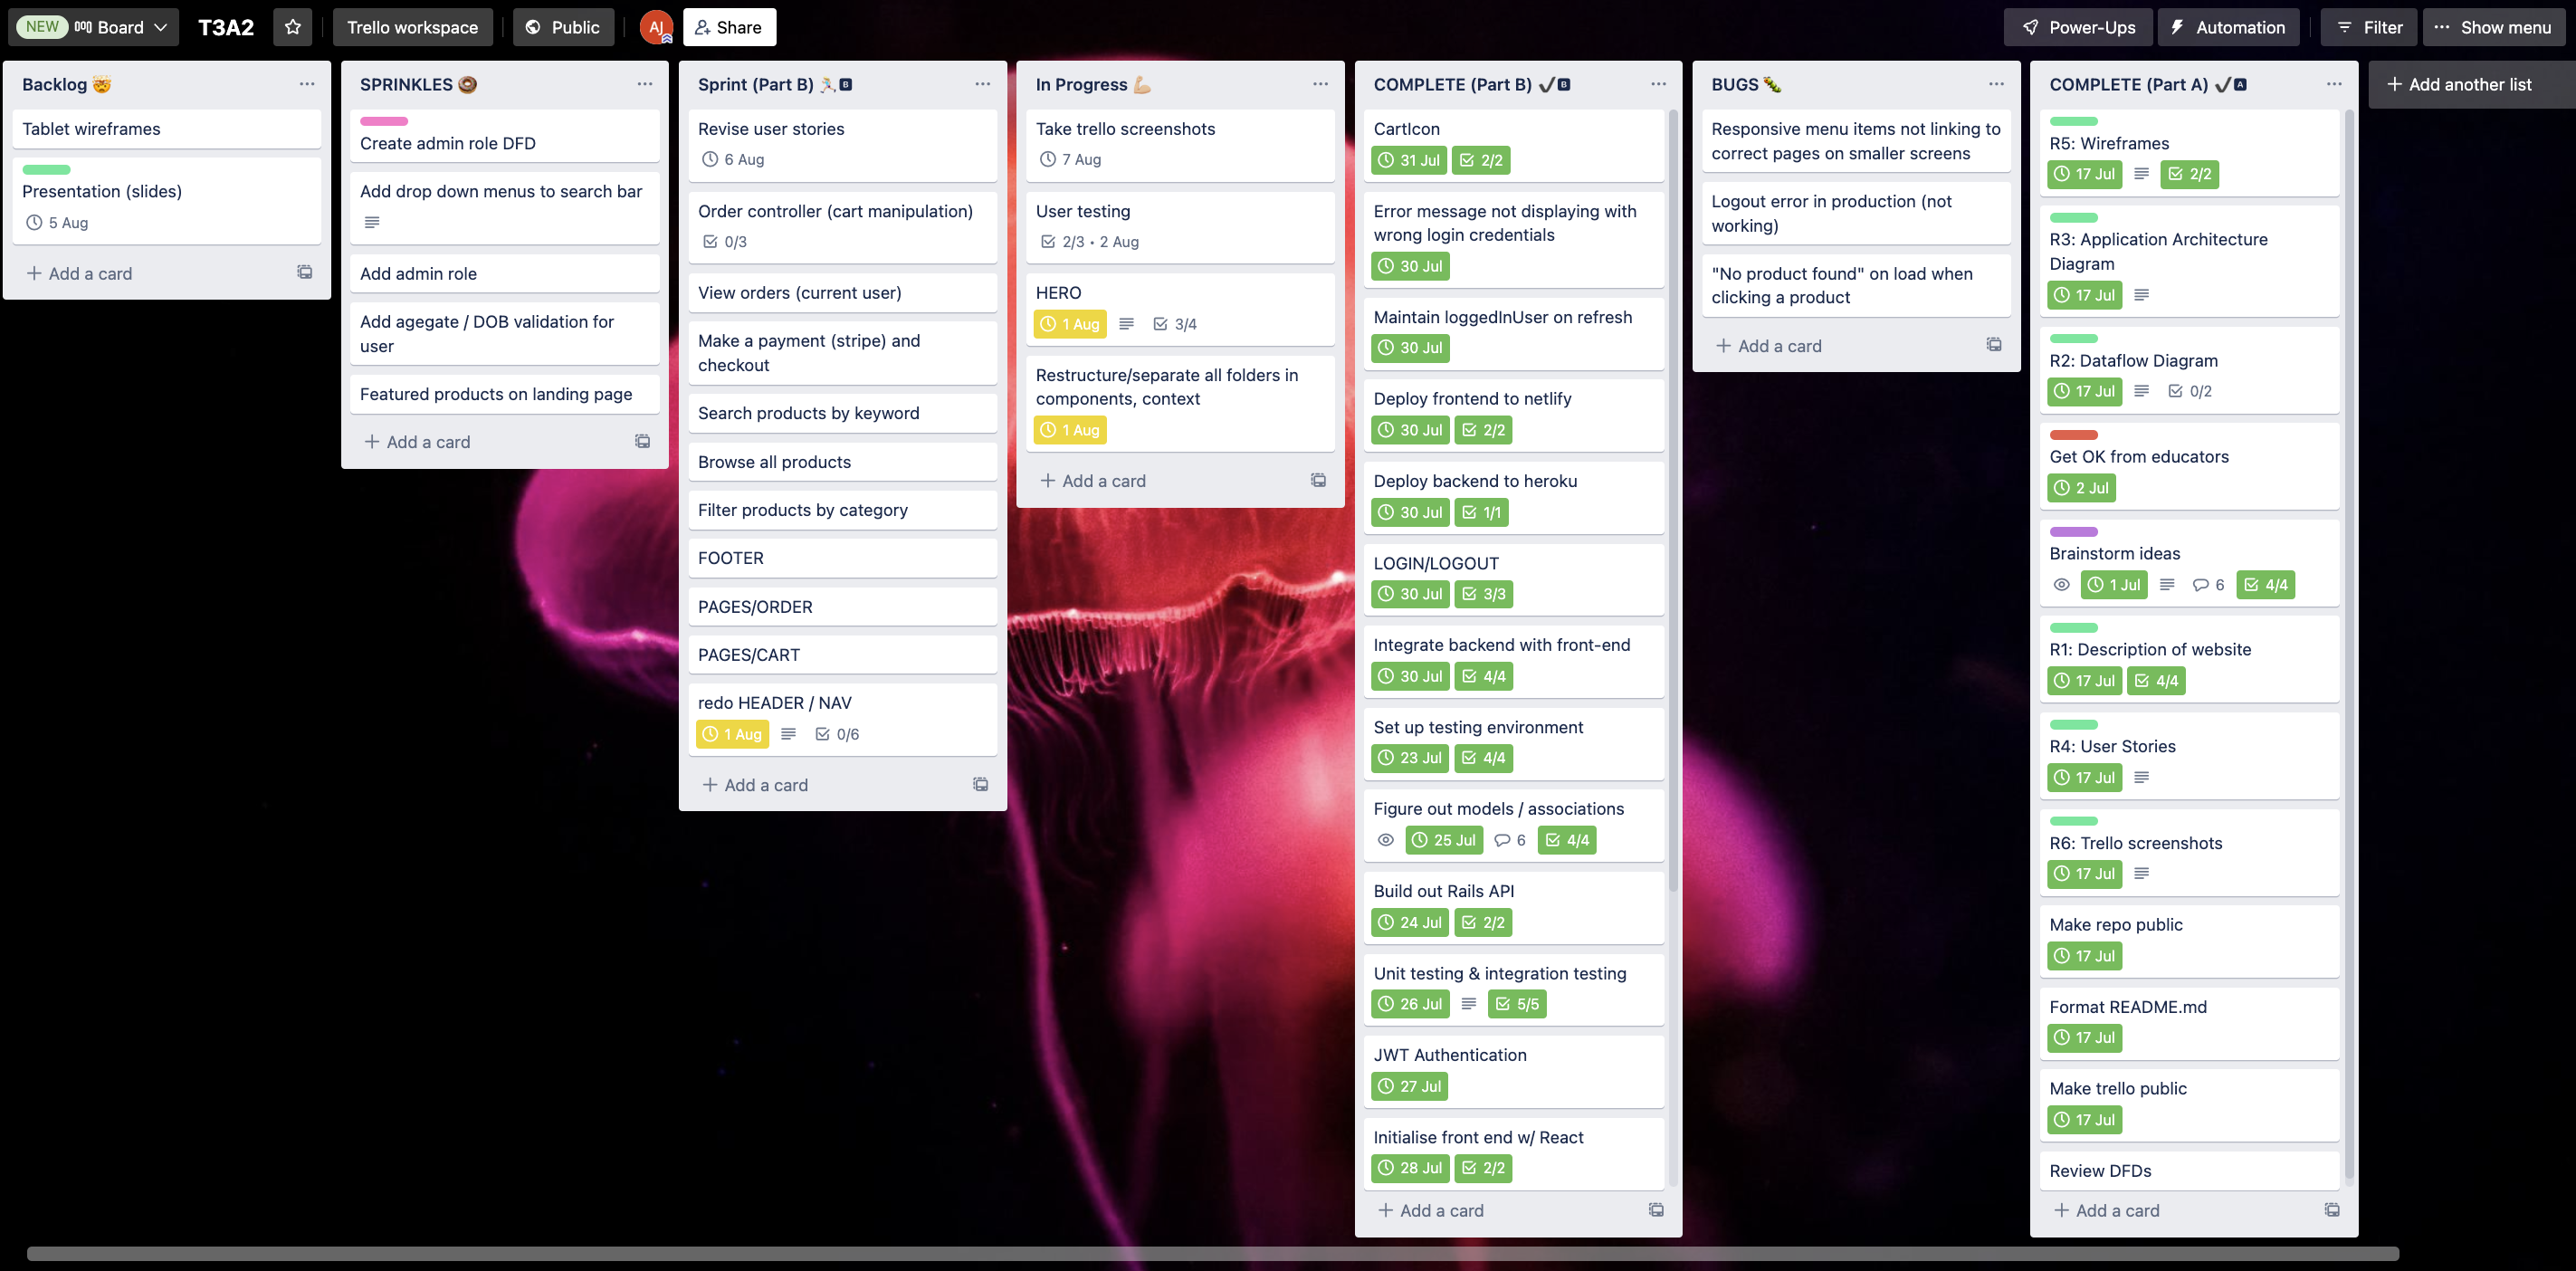 NEW Board T3A2 Trello workspace Public AJ Share Power-Ups Automation Filter Show menu
Backlog 🤯
Tablet wireframes
Presentation (slides)
5 Aug
Add a card
SPRINKLES 🍩
Create admin role DFD
Add drop down menus to search bar
Add admin role
Add agegate / DOB validation for
user
Featured products on landing page
Add a card
Sprint (Part B) 🏃🏻 B
Revise user stories
6 Aug
Order controller (cart manipulation)
0/3
View orders (current user)
Make a payment (stripe) and
checkout
Search products by keyword
Browse all products
Filter products by category
FOOTER
PAGES/ORDER
PAGES/CART
redo HEADER / NAV
1 Aug 0/6
Add a card
In Progress 💪🏼
Take trello screenshots
7 Aug
User testing
2/3 • 2 Aug
HERO
1 Aug 3/4
Restructure/separate all folders in
components, context
1 Aug
Add a card
COMPLETE (Part B) ✔ B
CartIcon
31 Jul 2/2
Error message not displaying with
wrong login credentials
30 Jul
Maintain loggedInUser on refresh
30 Jul
Deploy frontend to netlify
30 Jul 2/2
Deploy backend to heroku
30 Jul 1/1
LOGIN/LOGOUT
30 Jul 3/3
Integrate backend with front-end
30 Jul 4/4
Set up testing environment
23 Jul 4/4
Figure out models / associations
25 Jul 6 4/4
Build out Rails API
24 Jul 2/2
Unit testing & integration testing
26 Jul 5/5
JWT Authentication
27 Jul
Initialise front end w/ React
28 Jul 2/2
Add a card
BUGS 🐛
Responsive menu items not linking to
correct pages on smaller screens
Logout error in production (not
working)
"No product found" on load when
clicking a product
Add a card
COMPLETE (Part A) ✔ A
R5: Wireframes
17 Jul 2/2
R3: Application Architecture
Diagram
17 Jul
R2: Dataflow Diagram
17 Jul 0/2
Get OK from educators
2 Jul
Brainstorm ideas
1 Jul 6 4/4
R1: Description of website
17 Jul 4/4
R4: User Stories
17 Jul
R6: Trello screenshots
17 Jul
Make repo public
17 Jul
Format README.md
17 Jul
Make trello public
17 Jul
Review DFDs
Add a card
Add another list